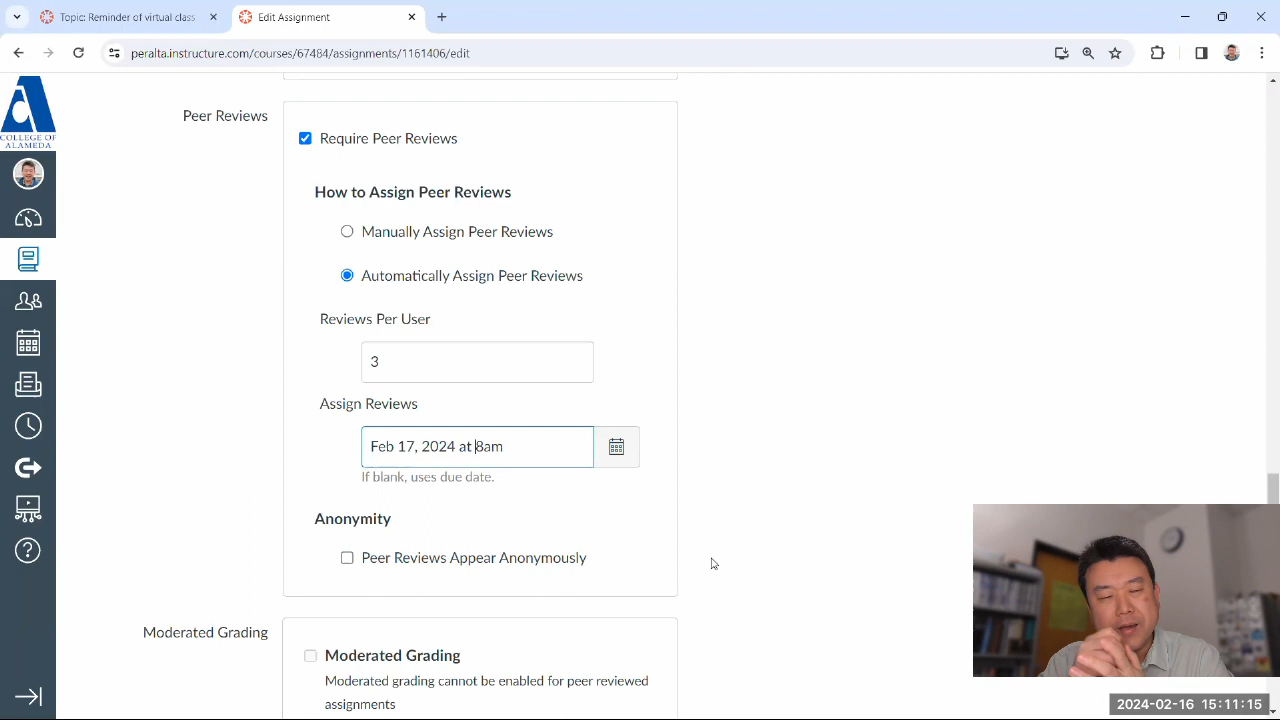 Topic: Reminder of virtual class
Edit Assignment
peralta.instructure.com/courses/67484/assignments/1161406/edit
COLLEGE OF
ALAMEDA
Peer Reviews
Require Peer Reviews
How to Assign Peer Reviews
Manually Assign Peer Reviews
Automatically Assign Peer Reviews
Reviews Per User
3
Assign Reviews
Feb 17, 2024 at 8am
If blank, uses due date.
Anonymity
Peer Reviews Appear Anonymously
Moderated Grading
Moderated Grading
Moderated grading cannot be enabled for peer reviewed
assignments
2024-02-16 15:11:15